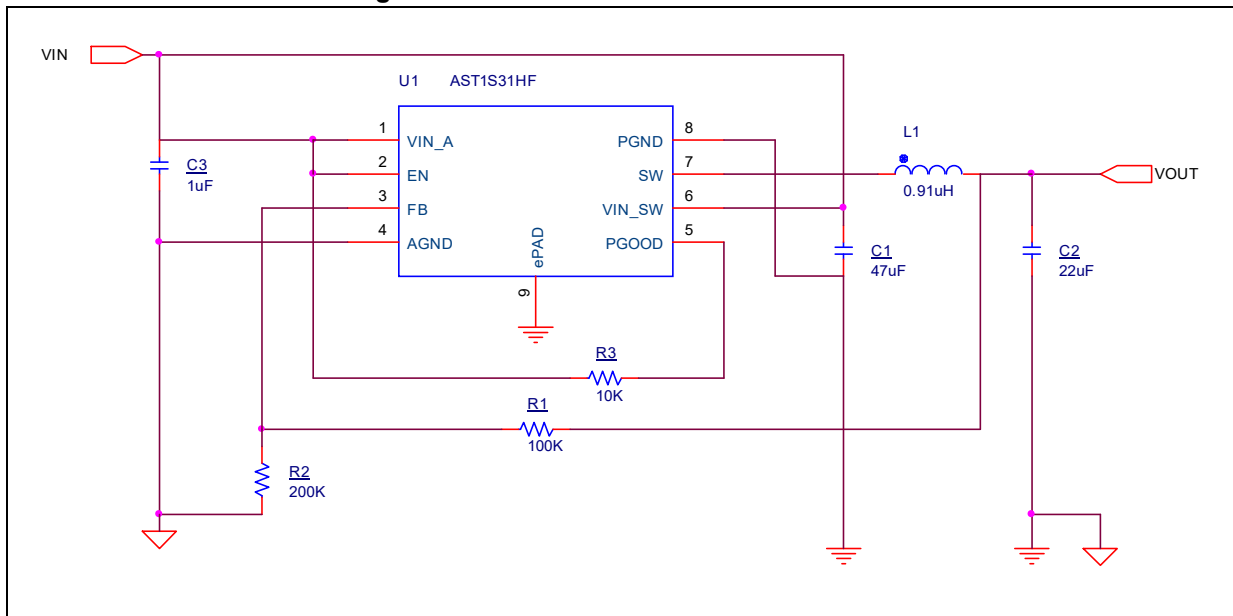 VIN
U1 AST1S31HF
1 VIN_A
2 EN
3 FB
4 AGND
8 PGND
7 SW
6 VIN_SW
5 PGOOD
ePAD
9
L1
0.91uH
VOUT
C3
1uF
C1
47uF
C2
22uF
R3
10K
R1
100K
R2
200K